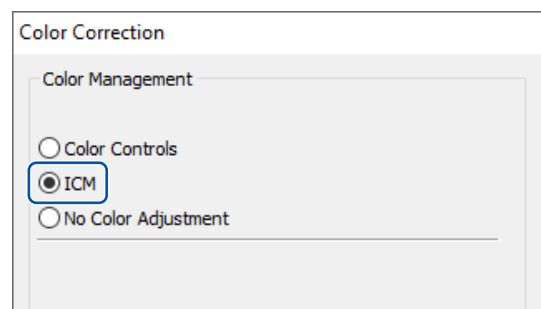 Color Correction
Color Management
Color Controls
ICM
No Color Adjustment